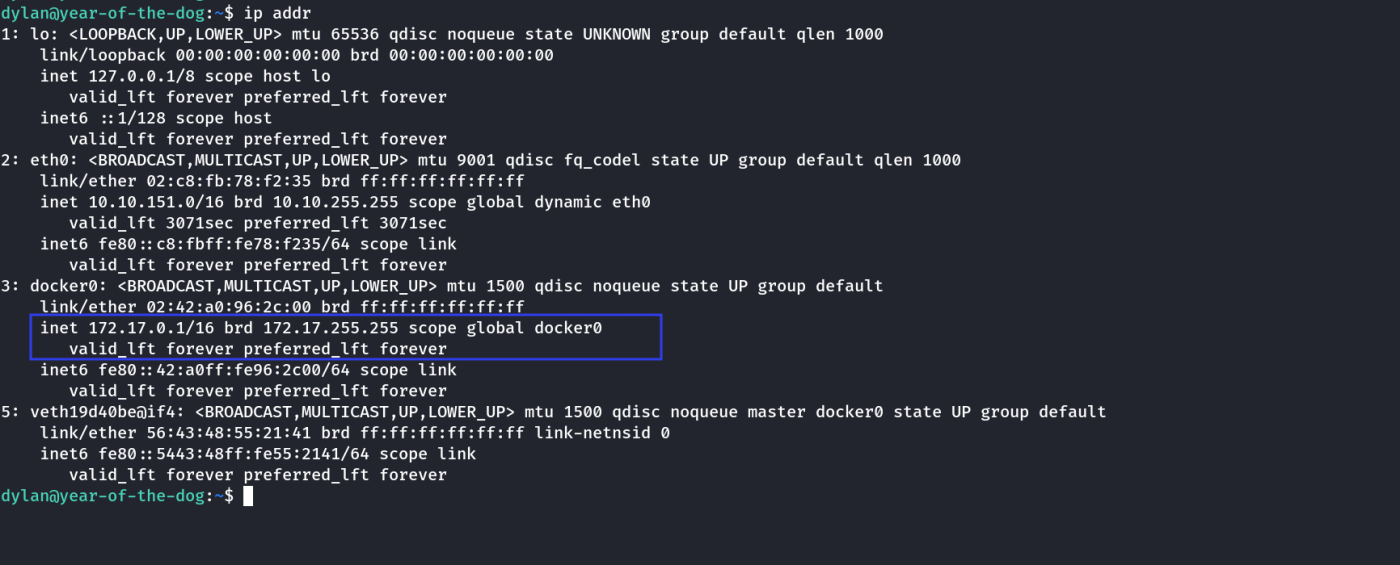 dylan@year-of-the-dog:~$ ip addr
1: lo: <LOOPBACK,UP,LOWER_UP> mtu 65536 qdisc noqueue state UNKNOWN group default qlen 1000
    link/loopback 00:00:00:00:00:00 brd 00:00:00:00:00:00
    inet 127.0.0.1/8 scope host lo
       valid_lft forever preferred_lft forever
    inet6 ::1/128 scope host
       valid_lft forever preferred_lft forever
2: eth0: <BROADCAST,MULTICAST,UP,LOWER_UP> mtu 9001 qdisc fq_codel state UP group default qlen 1000
    link/ether 02:c8:fb:78:f2:35 brd ff:ff:ff:ff:ff:ff
    inet 10.10.151.0/16 brd 10.10.255.255 scope global dynamic eth0
       valid_lft 3071sec preferred_lft 3071sec
    inet6 fe80::c8:fbff:fe78:f235/64 scope link
       valid_lft forever preferred_lft forever
3: docker0: <BROADCAST,MULTICAST,UP,LOWER_UP> mtu 1500 qdisc noqueue state UP group default
    link/ether 02:42:a0:96:2c:00 brd ff:ff:ff:ff:ff:ff
    inet 172.17.0.1/16 brd 172.17.255.255 scope global docker0
       valid_lft forever preferred_lft forever
    inet6 fe80::42:a0ff:fe96:2c00/64 scope link
       valid_lft forever preferred_lft forever
5: veth19d40be@if4: <BROADCAST,MULTICAST,UP,LOWER_UP> mtu 1500 qdisc noqueue master docker0 state UP group default
    link/ether 56:43:48:55:21:41 brd ff:ff:ff:ff:ff:ff link-netnsid 0
    inet6 fe80::5443:48ff:fe55:2141/64 scope link
       valid_lft forever preferred_lft forever
dylan@year-of-the-dog:~$